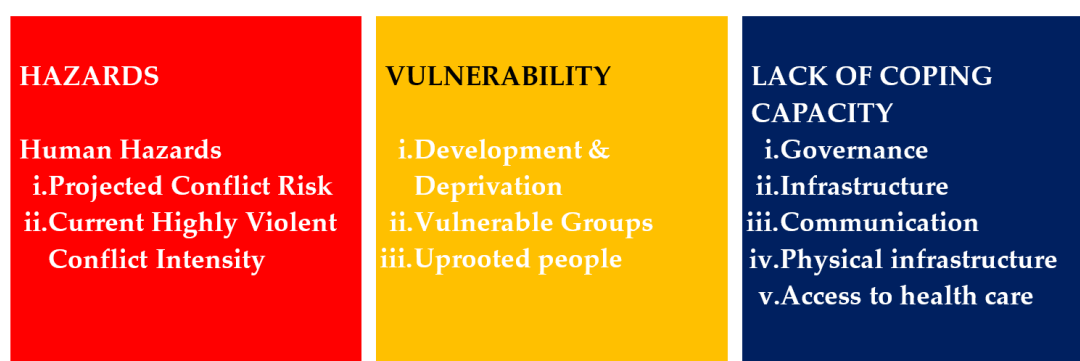 HAZARDS
Human Hazards
i.Projected Conflict Risk
ii.Current Highly Violent
Conflict Intensity
VULNERABILITY
i.Development &
Deprivation
ii.Vulnerable Groups
iii.Uprooted people
LACK OF COPING
CAPACITY
i.Governance
ii.Infrastructure
iii.Communication
iv.Physical infrastructure
v.Access to health care